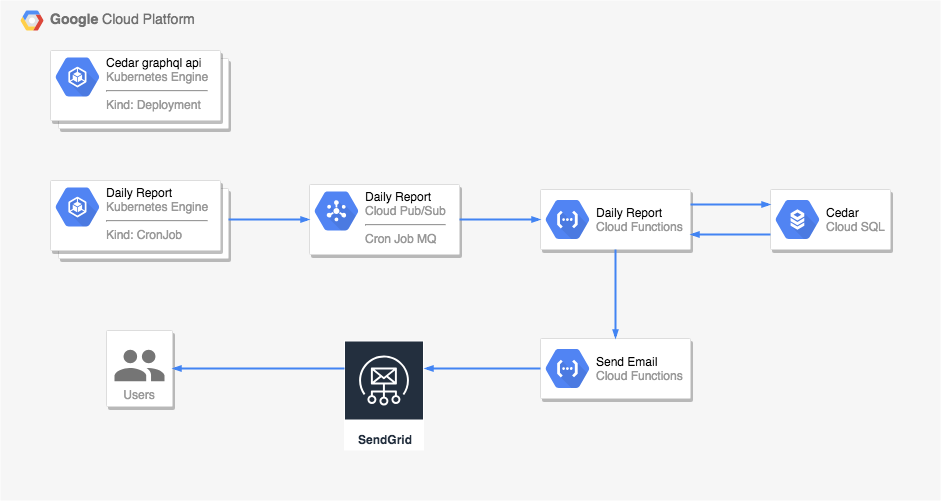 Google Cloud Platform
Cedar graphql api
Kubernetes Engine
Kind: Deployment
Daily Report
Kubernetes Engine
Kind: CronJob
Daily Report
Cloud Pub/Sub
Cron Job MQ
Daily Report
Cloud Functions
Cedar
Cloud SQL
Users
SendGrid
Send Email
Cloud Functions